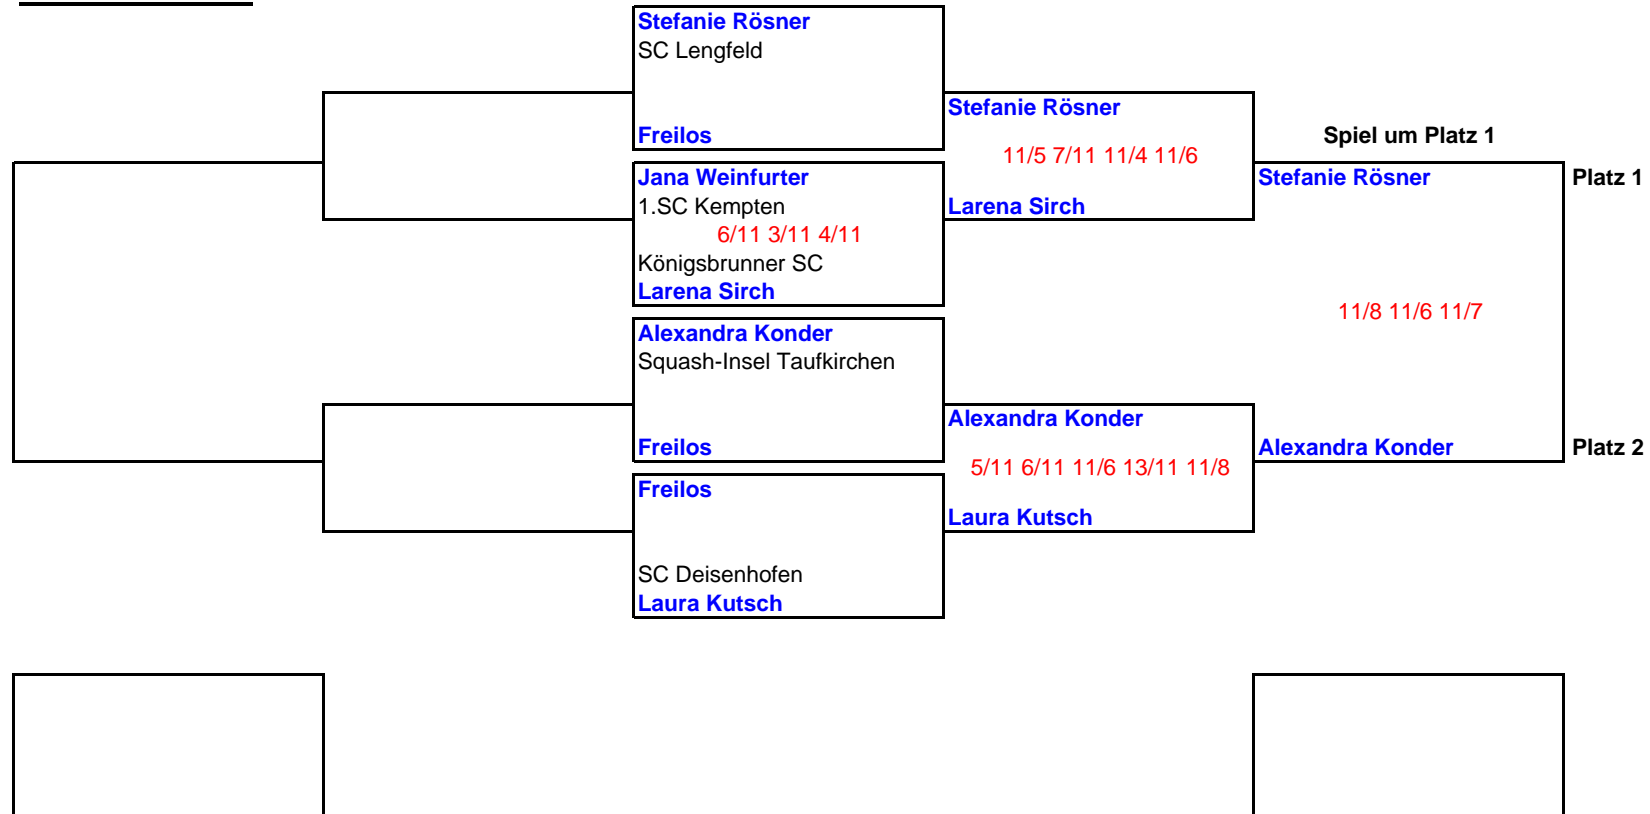 Stefanie Rösner
SC Lengfeld
Freilos
Jana Weinfurter
1.SC Kempten
6/11 3/11 4/11
Königsbrunner SC
Larena Sirch
Alexandra Konder
Squash-Insel Taufkirchen
Freilos
Freilos
SC Deisenhofen
Laura Kutsch
Stefanie Rösner
11/5 7/11 11/4 11/6
Larena Sirch
Alexandra Konder
5/11 6/11 11/6 13/11 11/8
Laura Kutsch
Spiel um Platz 1
Stefanie Rösner
Platz 1
11/8 11/6 11/7
Alexandra Konder
Platz 2